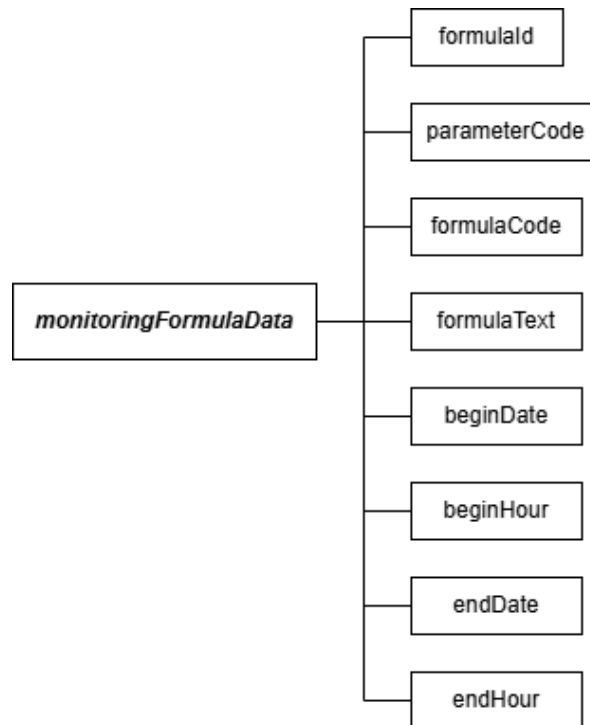 formulaId
parameterCode
formulaCode
monitoringFormulaData
formulaText
beginDate
beginHour
endDate
endHour